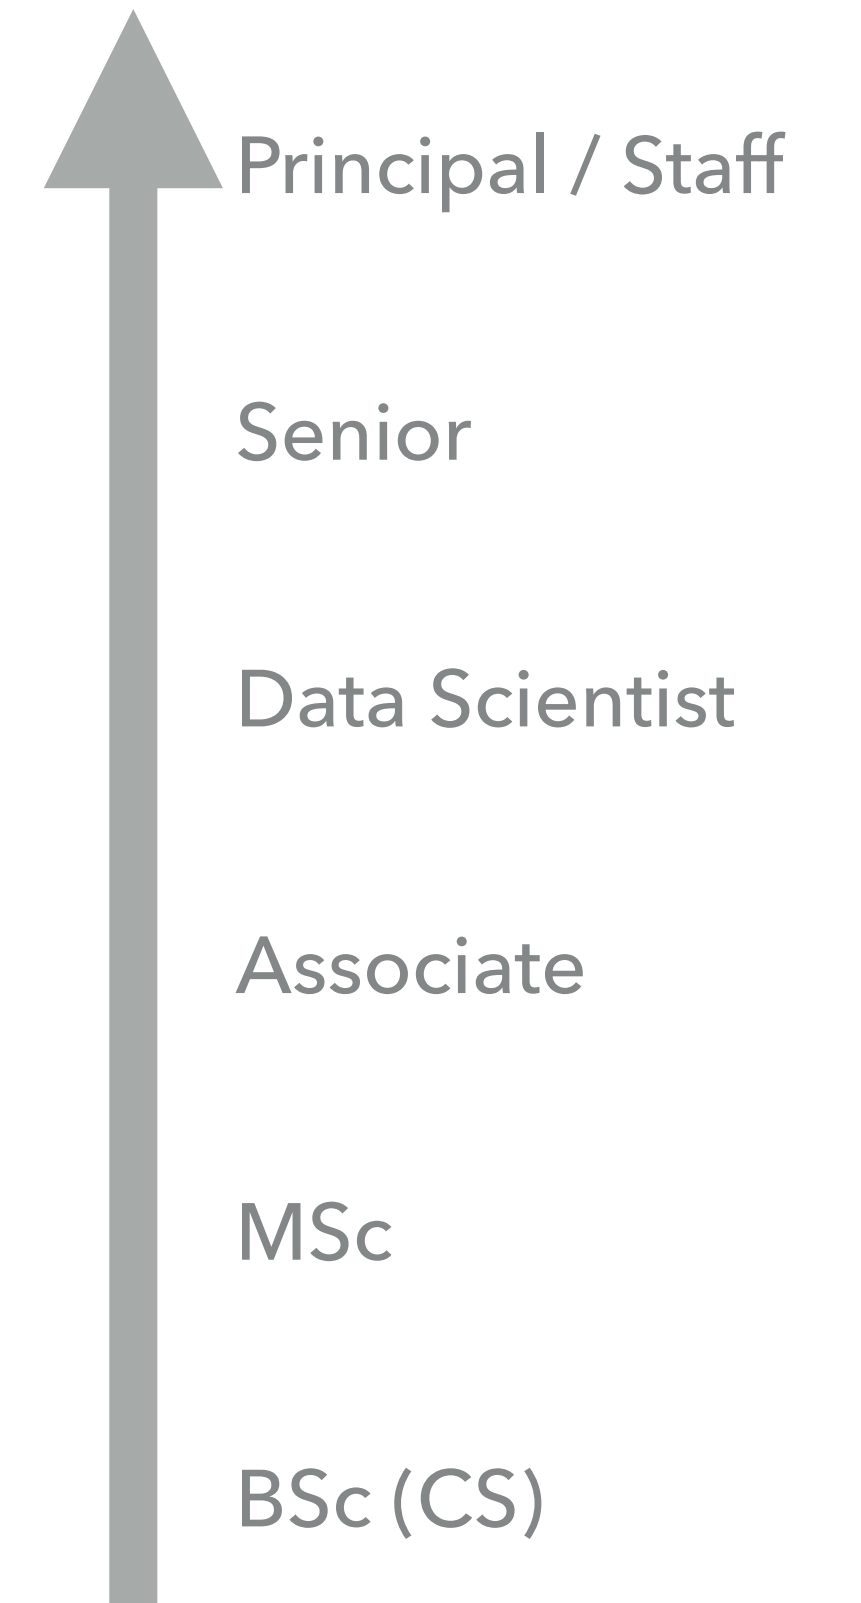 Principal / Staff
Senior
Data Scientist
Associate
MSc
BSc (CS)